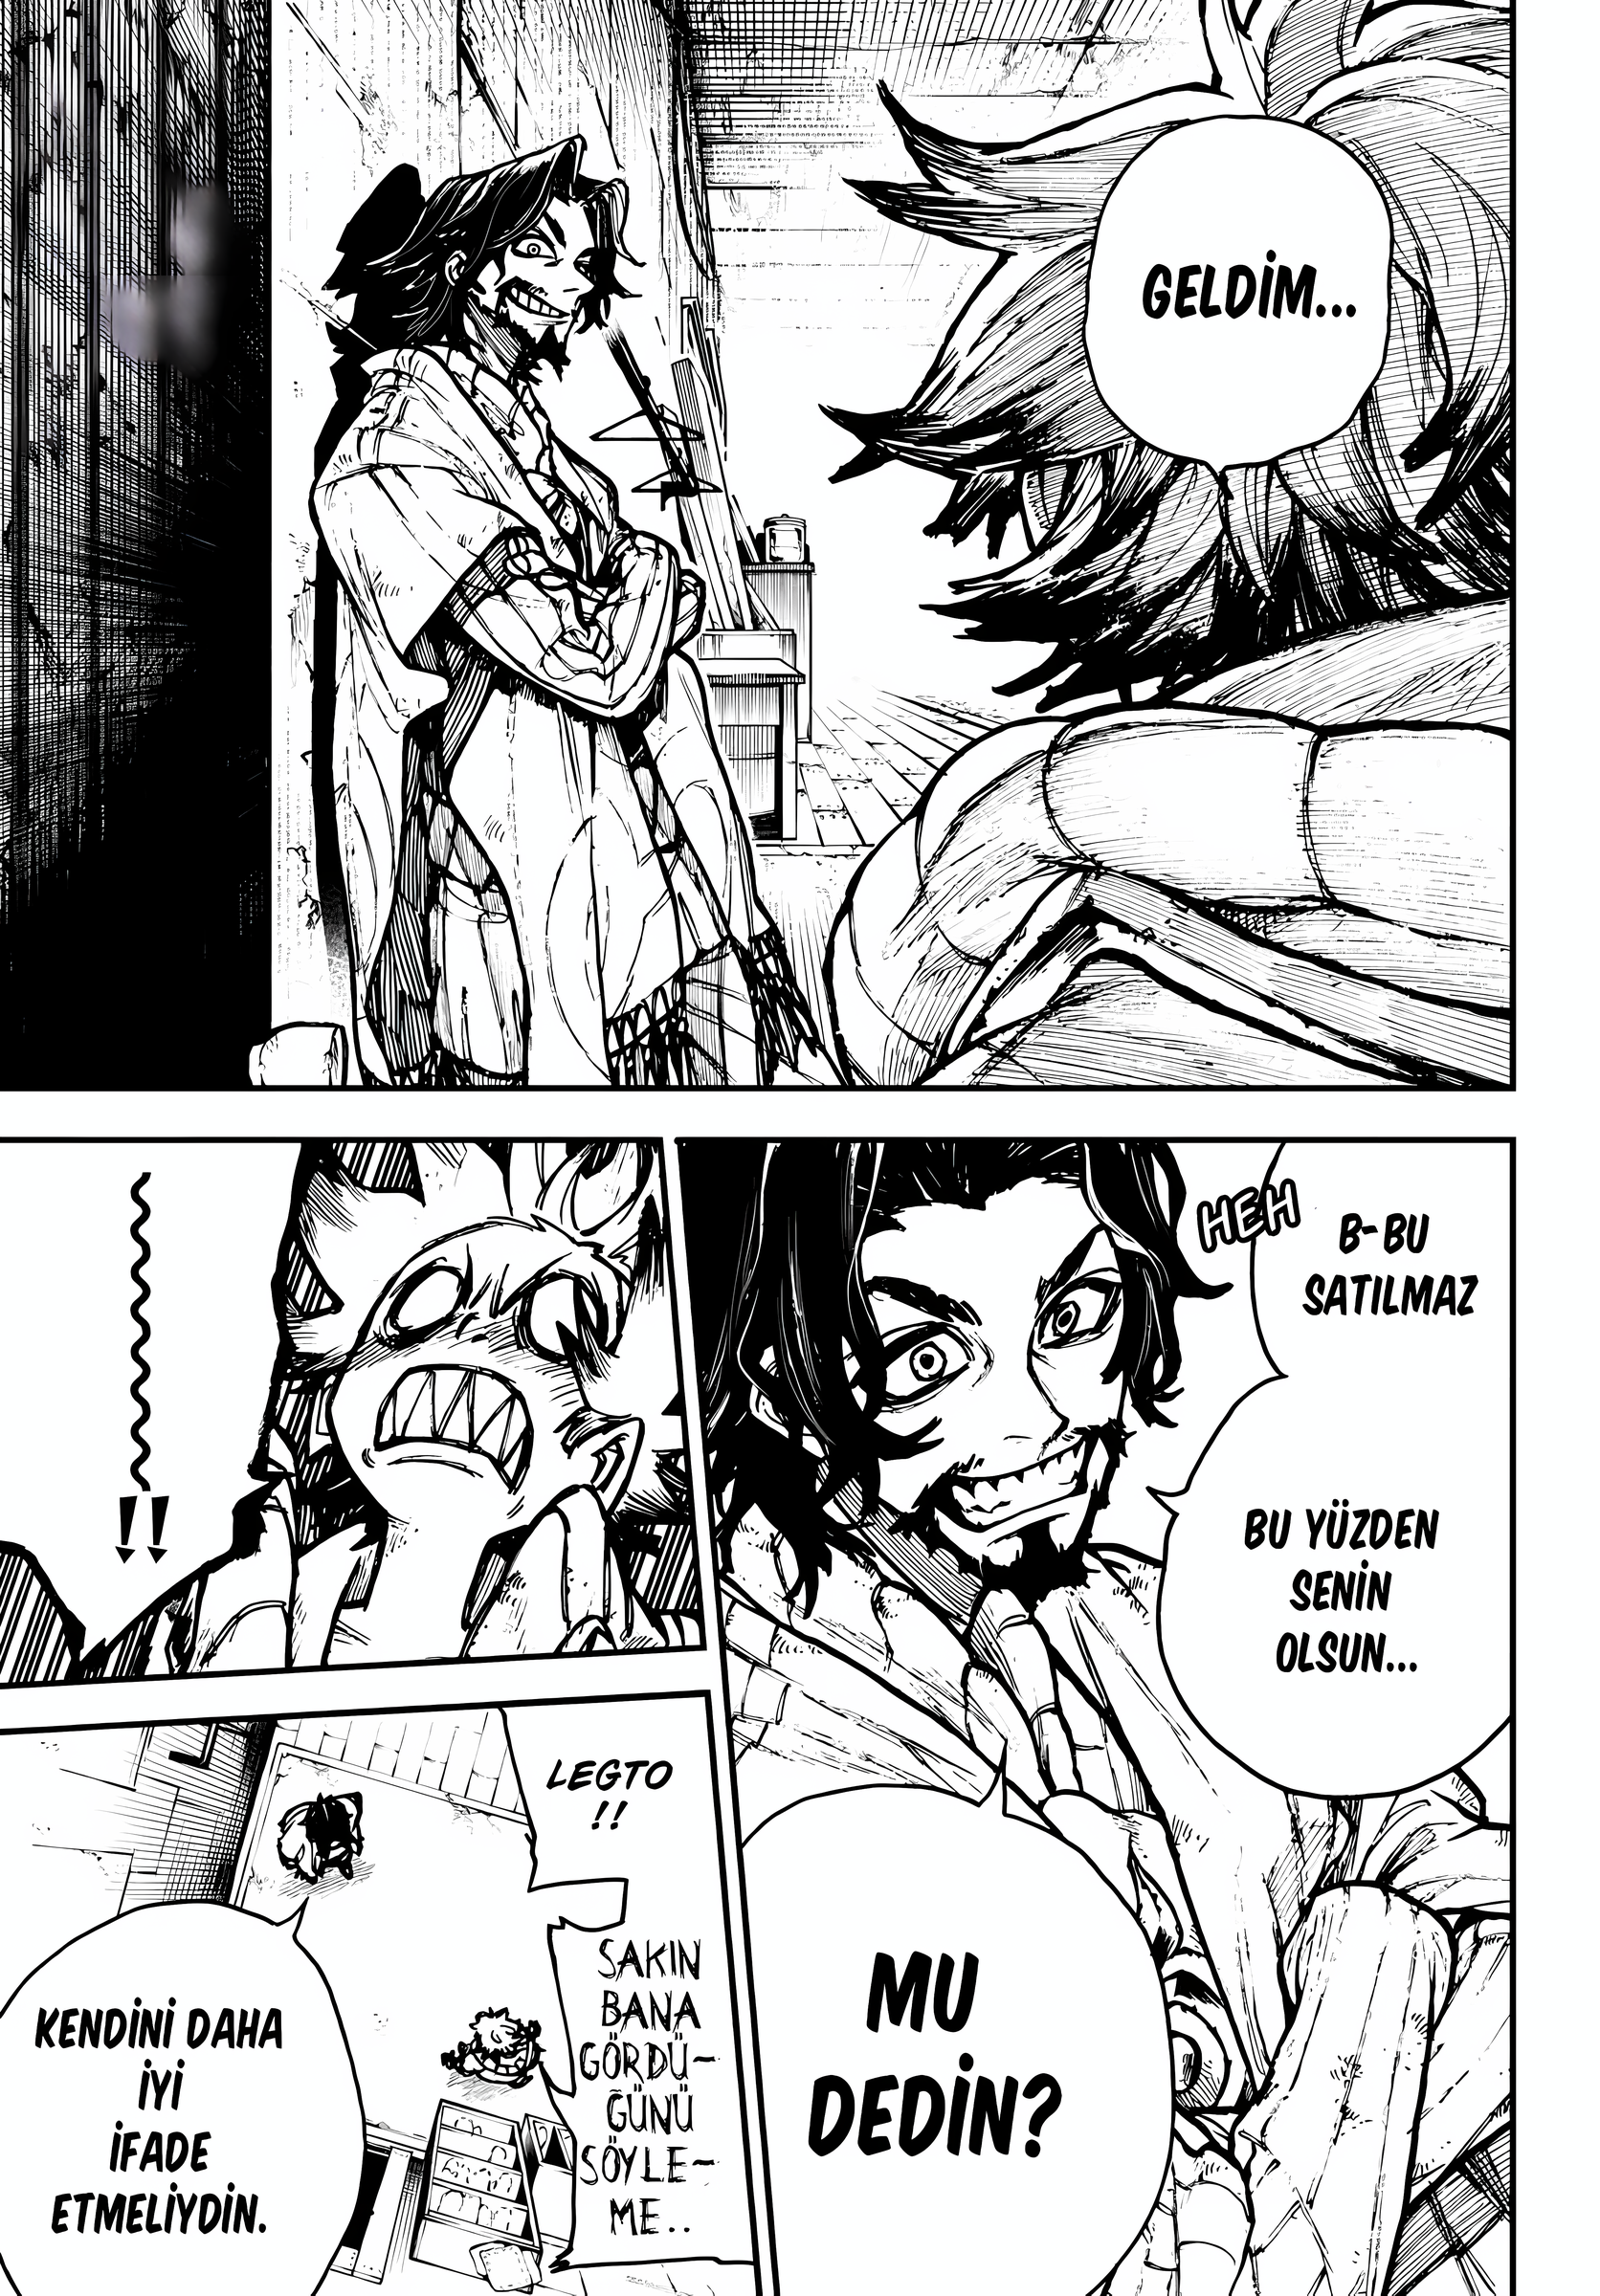 GELDİM...
HEH
B-BU
SATILMAZ
BU YÜZDEN
SENİN
OLSUN...
MU
DEDİN?
!!
LEGTO
!!
SAKIN
BANA
GÖRDÜ-
ĞÜNÜ
SÖYLE-
ME..
KENDİNİ DAHA
İYİ
İFADE
ETMELİYDİN.